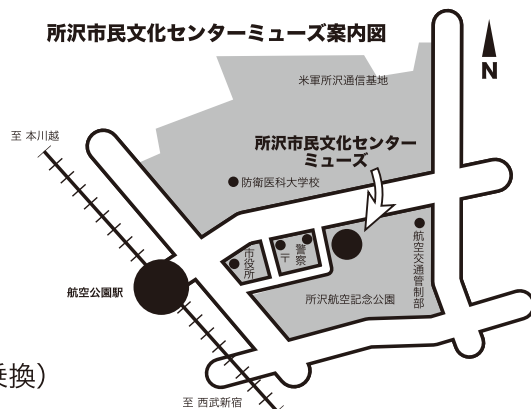 所沢市民文化センターミューズ案内図
N
米軍所沢通信基地
至 本川越
所沢市民文化センター
ミューズ
防衛医科大学校
市役所
〒
警察
航空交通管制部
航空公園駅
所沢航空記念公園
乗換）
至 西武新宿